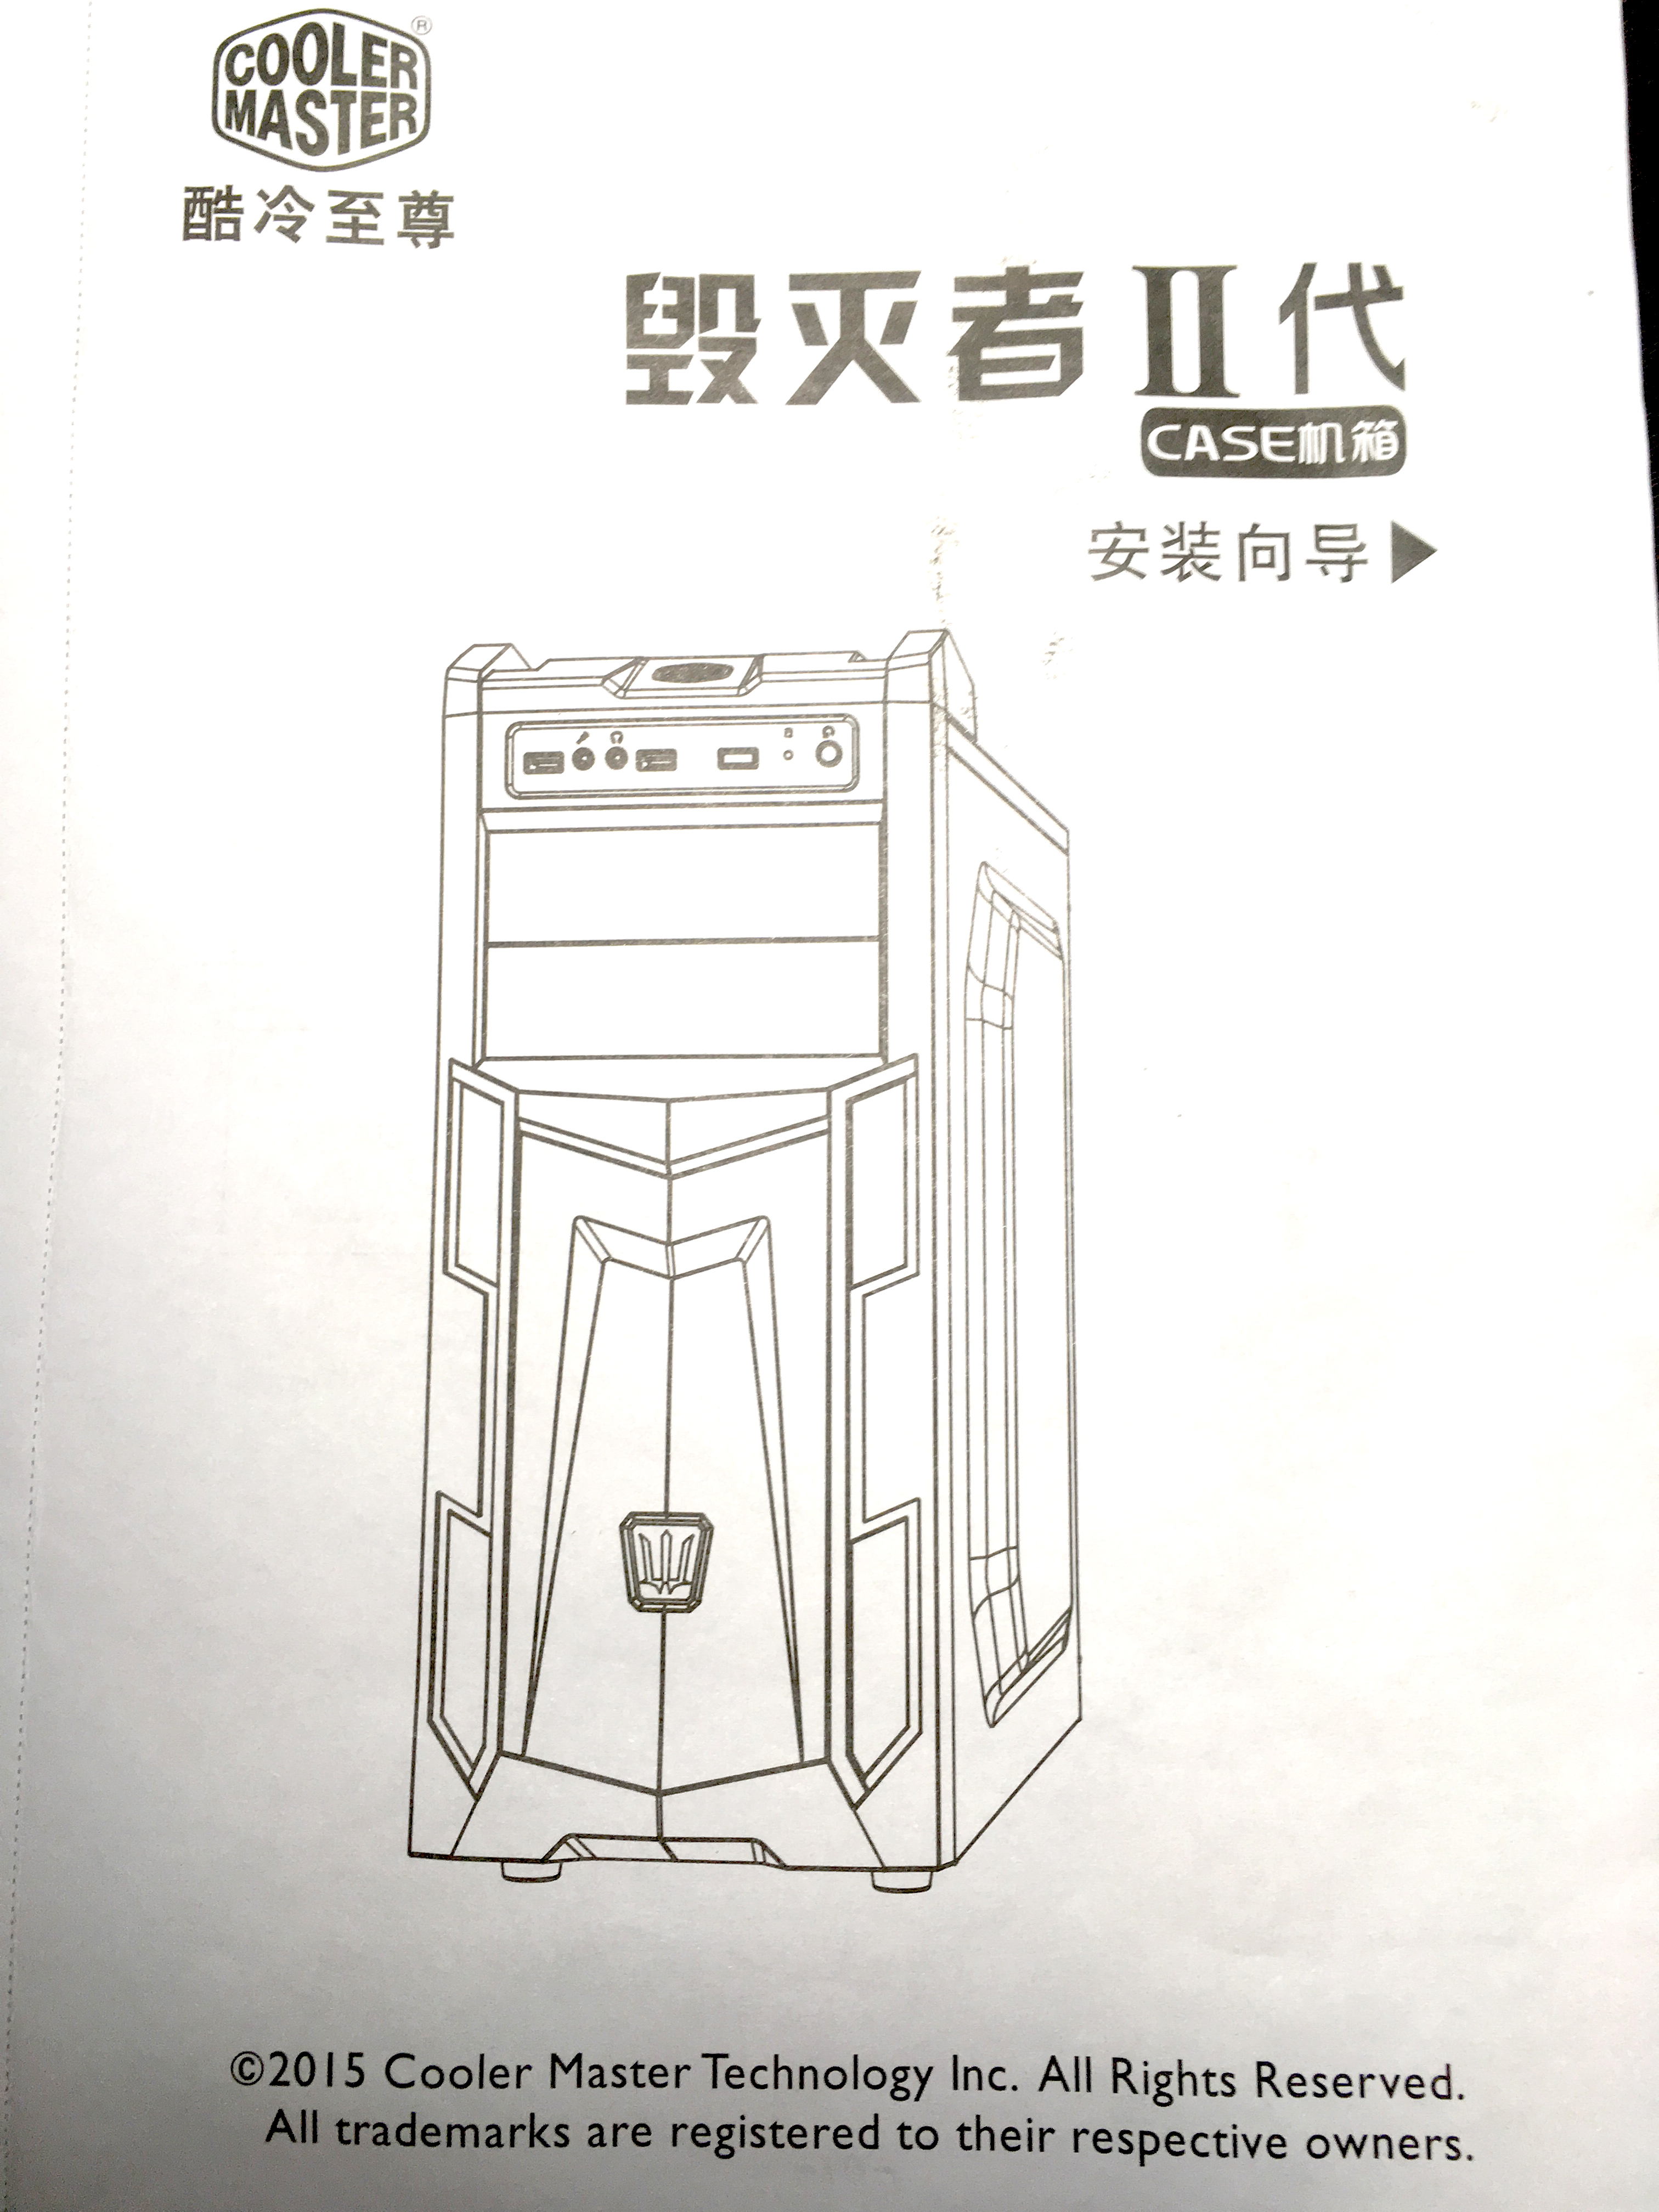 COOLER
MASTER®
酷冷至尊
毁灭者II代
CASE机箱
安装向导▶
©2015 Cooler Master Technology Inc. All Rights Reserved.
All trademarks are registered to their respective owners.